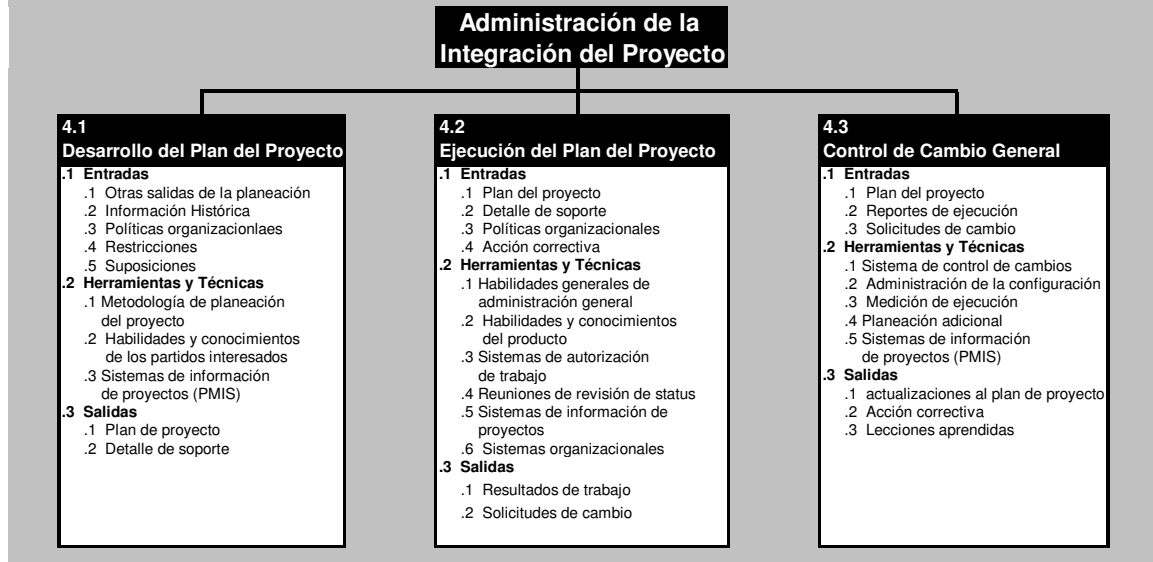 Administración de la
Integración del Proyecto
4.1
Desarrollo del Plan del Proyecto
.1 Entradas
.1 Otras salidas de la planeación
.2 Información Histórica
.3 Políticas organizacionlaes
.4 Restricciones
.5 Suposiciones
.2 Herramientas y Técnicas
.1 Metodología de planeación
del proyecto
.2 Habilidades y conocimientos
de los partidos interesados
.3 Sistemas de información
de proyectos (PMIS)
.3 Salidas
.1 Plan de proyecto
.2 Detalle de soporte
4.2
Ejecución del Plan del Proyecto
.1 Entradas
.1 Plan del proyecto
.2 Detalle de soporte
.3 Políticas organizacionales
.4 Acción correctiva
.2 Herramientas y Técnicas
.1 Habilidades generales de
administración general
.2 Habilidades y conocimientos
del producto
.3 Sistemas de autorización
de trabajo
.4 Reuniones de revisión de status
.5 Sistemas de información de
proyectos
.6 Sistemas organizacionales
.3 Salidas
.1 Resultados de trabajo
.2 Solicitudes de cambio
4.3
Control de Cambio General
.1 Entradas
.1 Plan del proyecto
.2 Reportes de ejecución
.3 Solicitudes de cambio
.2 Herramientas y Técnicas
.1 Sistema de control de cambios
.2 Administración de la configuración
.3 Medición de ejecución
.4 Planeación adicional
.5 Sistemas de información
de proyectos (PMIS)
.3 Salidas
.1 actualizaciones al plan de proyecto
.2 Acción correctiva
.3 Lecciones aprendidas